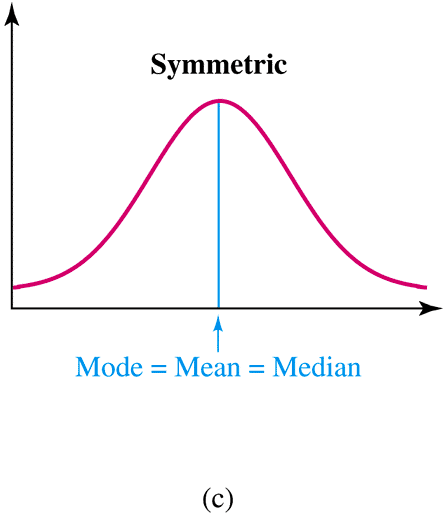 Symmetric
Mode = Mean = Median
(c)